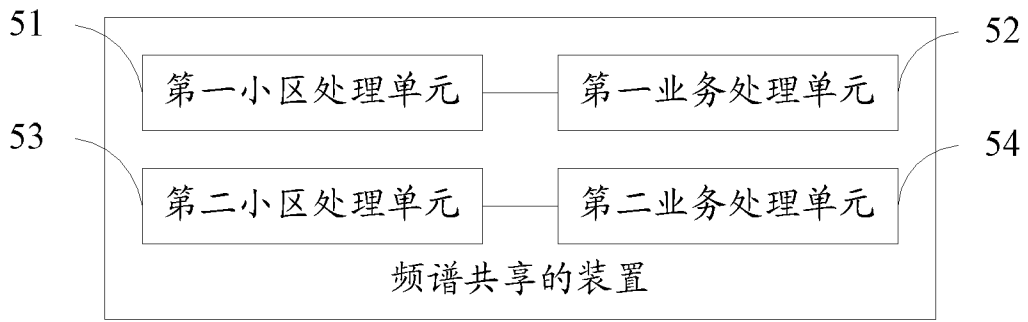 51
52
第一小区处理单元
第一业务处理单元
53
54
第二小区处理单元
第二业务处理单元
频谱共享的装置